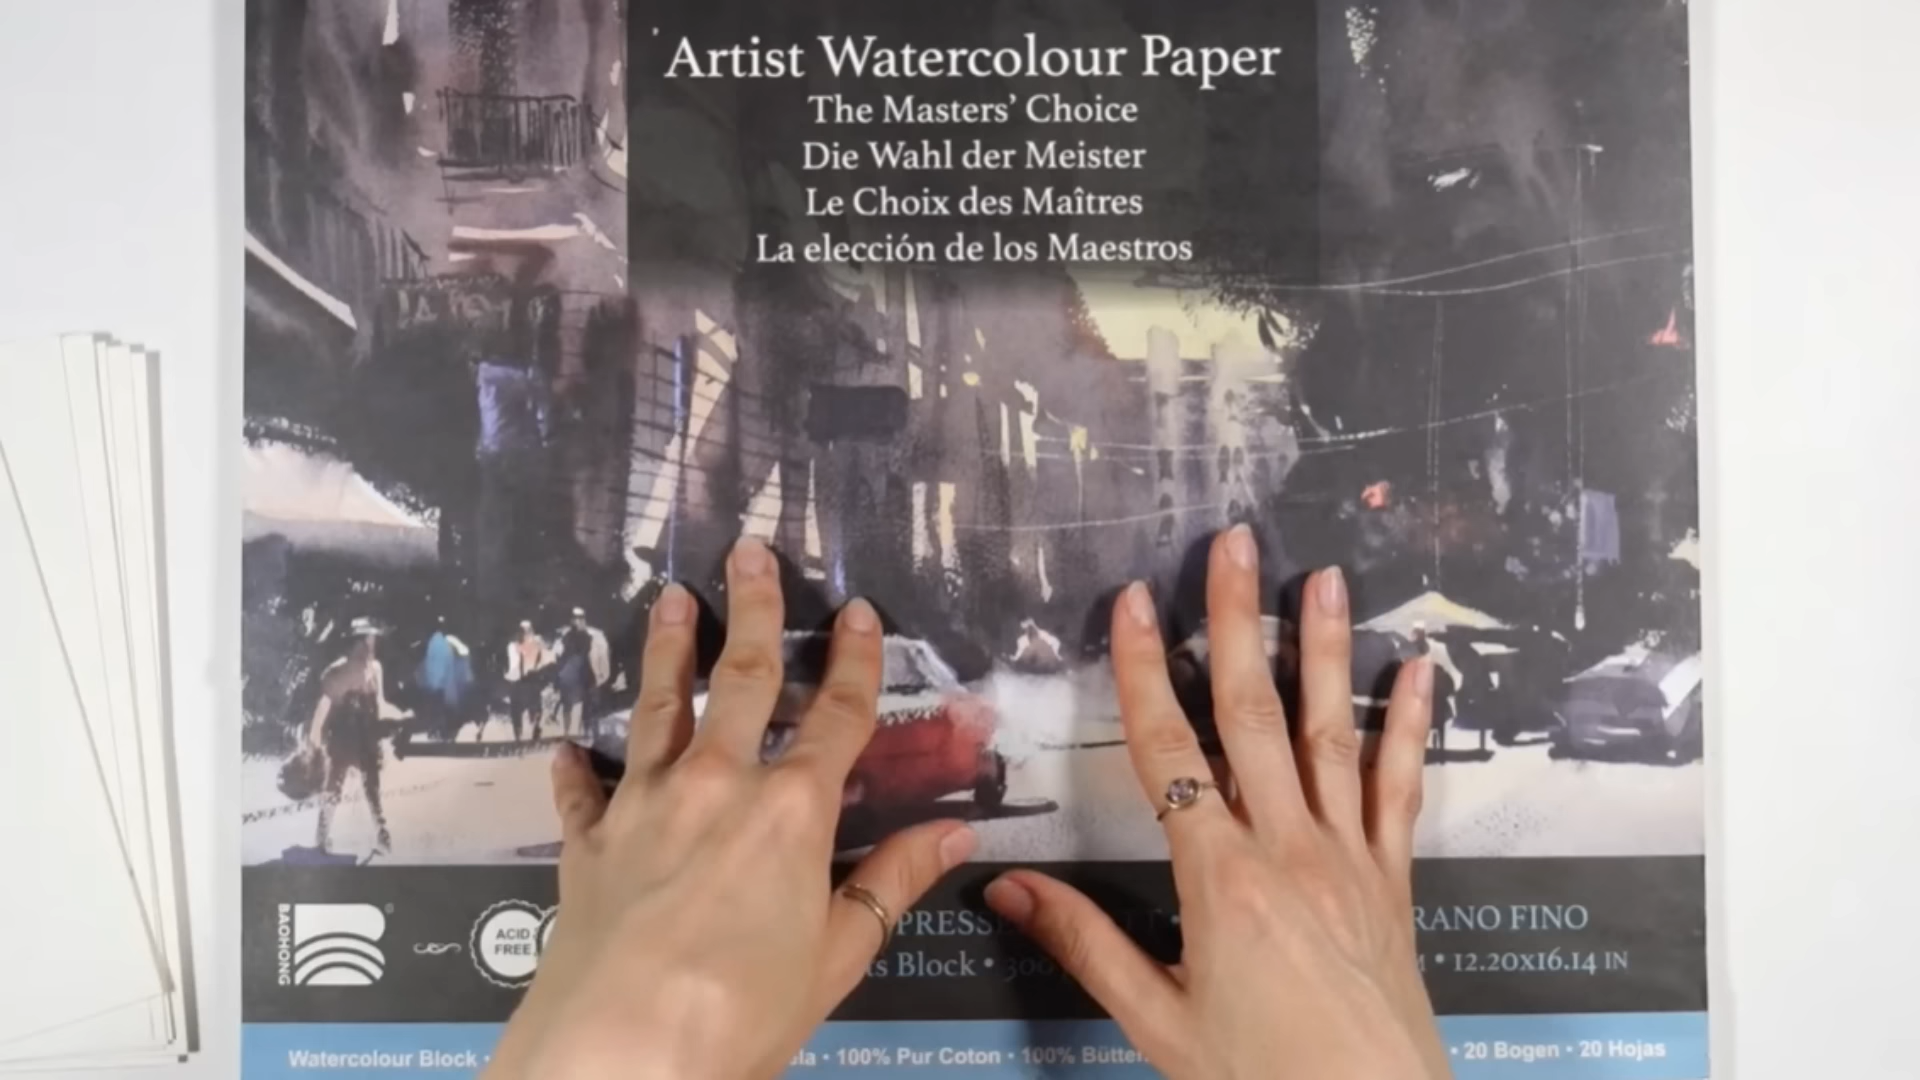 Artist Watercolour Paper
The Masters' Choice
Die Wahl der Meister
Le Choix des Maîtres
La elección de los Maestros
BAOHONG
®
ACID
FREE
• RANO FINO
Block • 300 • 12.20x16.14 IN
Watercolour Block • • 100% Pur Coton • 100% • 20 Bogen • 20 Hojas